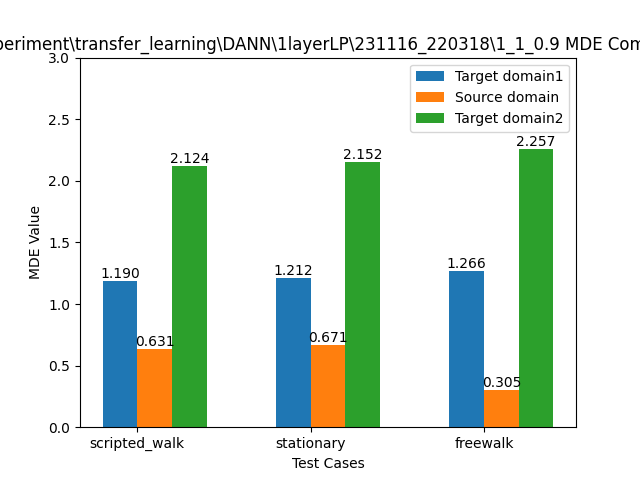 periment\transfer_learning\DANN\1layerLP\231116_220318\1_1_0.9 MDE Com
Target domain1
Source domain
Target domain2
3.0
2.5
2.0
1.5
1.0
0.5
0.0
MDE Value
1.190
0.631
2.124
1.212
0.671
2.152
1.266
0.305
2.257
scripted_walk
stationary
freewalk
Test Cases